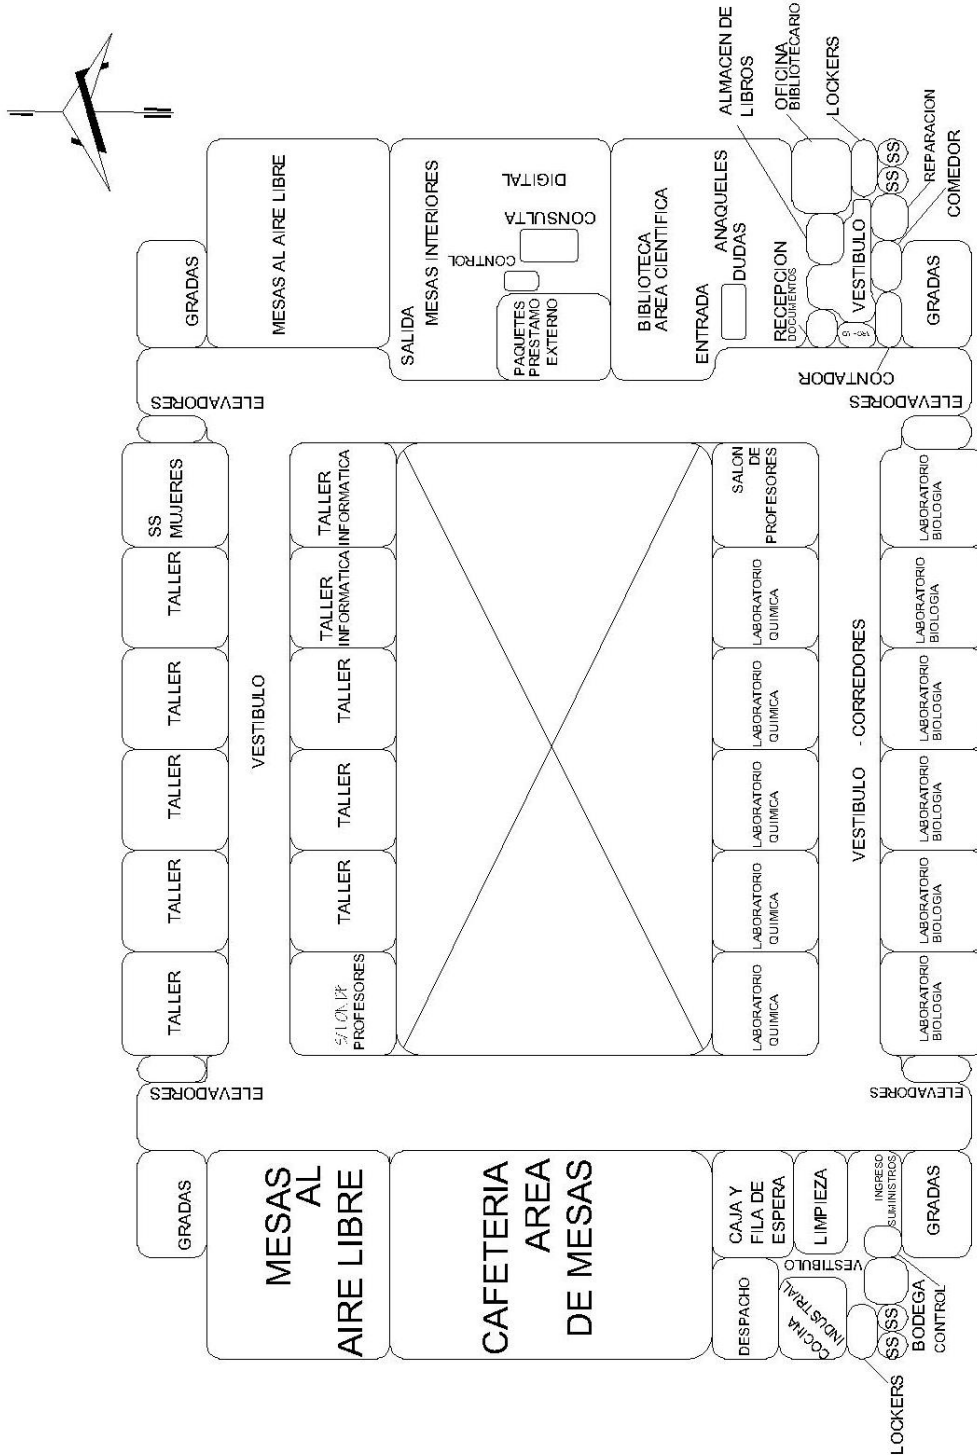 ALMACEN DE
LIBROS
OFICINA
BIBLIOTECARIO
LOCKERS
GRADAS
MESAS AL AIRE LIBRE
SALIDA
MESAS INTERIORES
CONTROL
CONSULTA
DIGITAL
PAQUETES
PRESTAMO
EXTERNO
BIBLIOTECA
AREA CIENTIFICA
ENTRADA
ANAQUELES
DUDAS
RECEPCION
DOCUMENTOS
VESTIBULO
SS
SS
REPARACION
COMEDOR
GRADAS
CONTADOR
ELEVADORES
ELEVADORES
SS
MUJERES
TALLER
TALLER
TALLER
TALLER
TALLER
VESTIBULO
TALLER
INFORMATICA
TALLER
INFORMATICA
TALLER
TALLER
TALLER
SALON DE
PROFESORES
SALON
DE
PROFESORES
LABORATORIO
QUIMICA
LABORATORIO
QUIMICA
LABORATORIO
QUIMICA
LABORATORIO
QUIMICA
LABORATORIO
QUIMICA
VESTIBULO - CORREDORES
LABORATORIO
BIOLOGIA
LABORATORIO
BIOLOGIA
LABORATORIO
BIOLOGIA
LABORATORIO
BIOLOGIA
LABORATORIO
BIOLOGIA
LABORATORIO
BIOLOGIA
ELEVADORES
ELEVADORES
GRADAS
MESAS
AL
AIRE LIBRE
CAFETERIA
AREA
DE MESAS
CAJA Y
FILA DE
ESPERA
LIMPIEZA
INGRESO
SUMINISTROS
GRADAS
DESPACHO
VESTIBULO
COCINA
INDUSTRIAL
SS
SS
BODEGA
CONTROL
LOCKERS